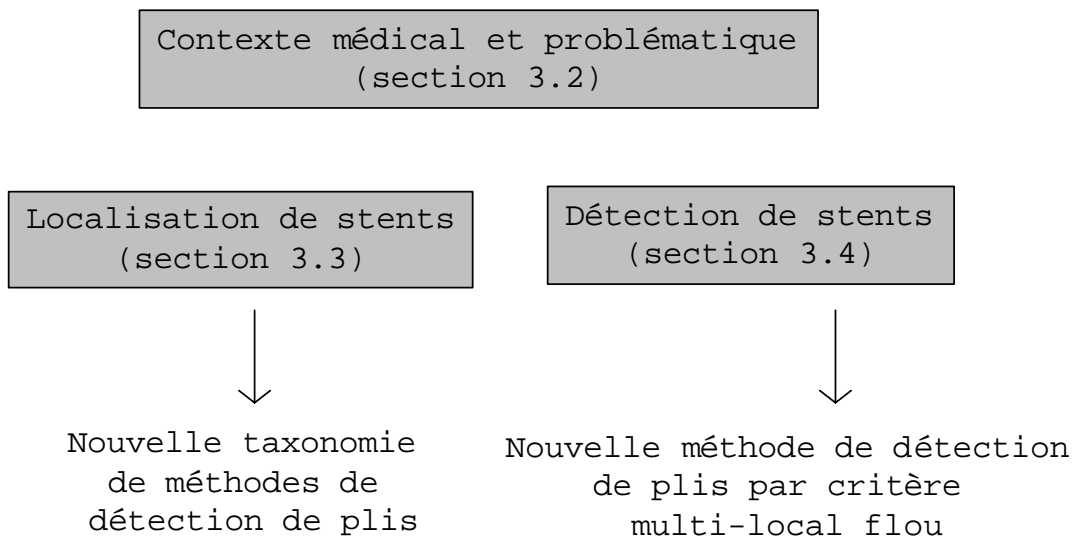 Contexte médical et problématique
(section 3.2)
Localisation de stents
(section 3.3)
Détection de stents
(section 3.4)
Nouvelle taxonomie
de méthodes de
détection de plis
Nouvelle méthode de détection
de plis par critère
multi-local flou